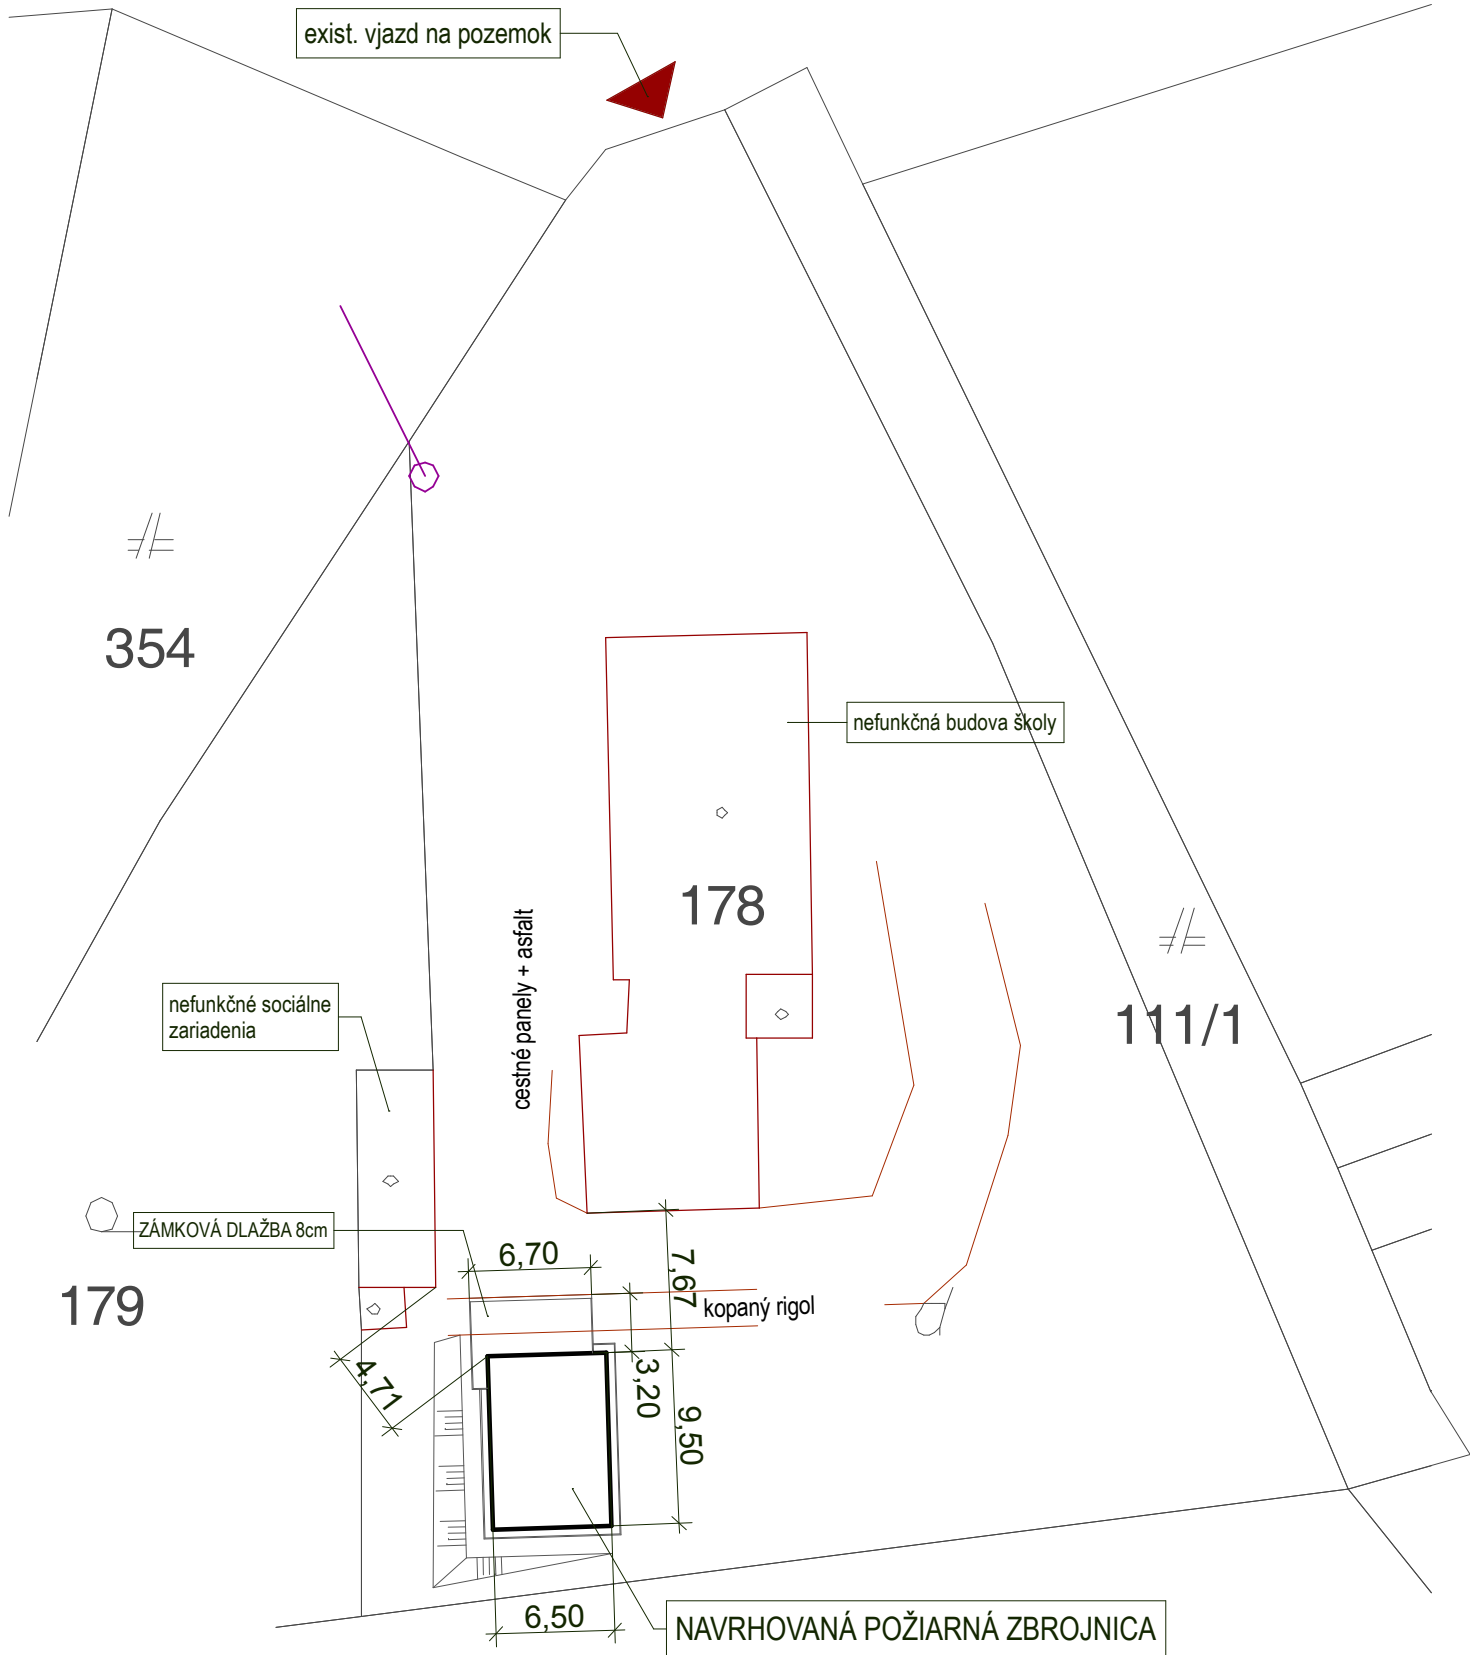 exist. vjazd na pozemok
354
nefunkčná budova školy
178
cestné panely + asfalt
nefunkčné sociálne
zariadenia
111/1
ZÁMKOVÁ DLAŽBA 8cm
6,70
7,67
179
kopaný rigol
4,71
3,20
9,50
6,50
NAVRHOVANÁ POŽIARNÁ ZBROJNICA